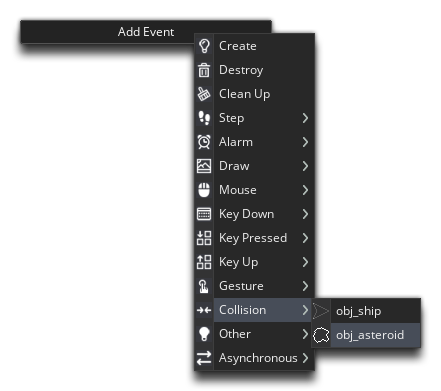 Add Event
Create
Destroy
Clean Up
Step
Alarm
Draw
Mouse
Key Down
Key Pressed
Key Up
Gesture
Collision
obj_ship
Other
obj_asteroid
Asynchronous